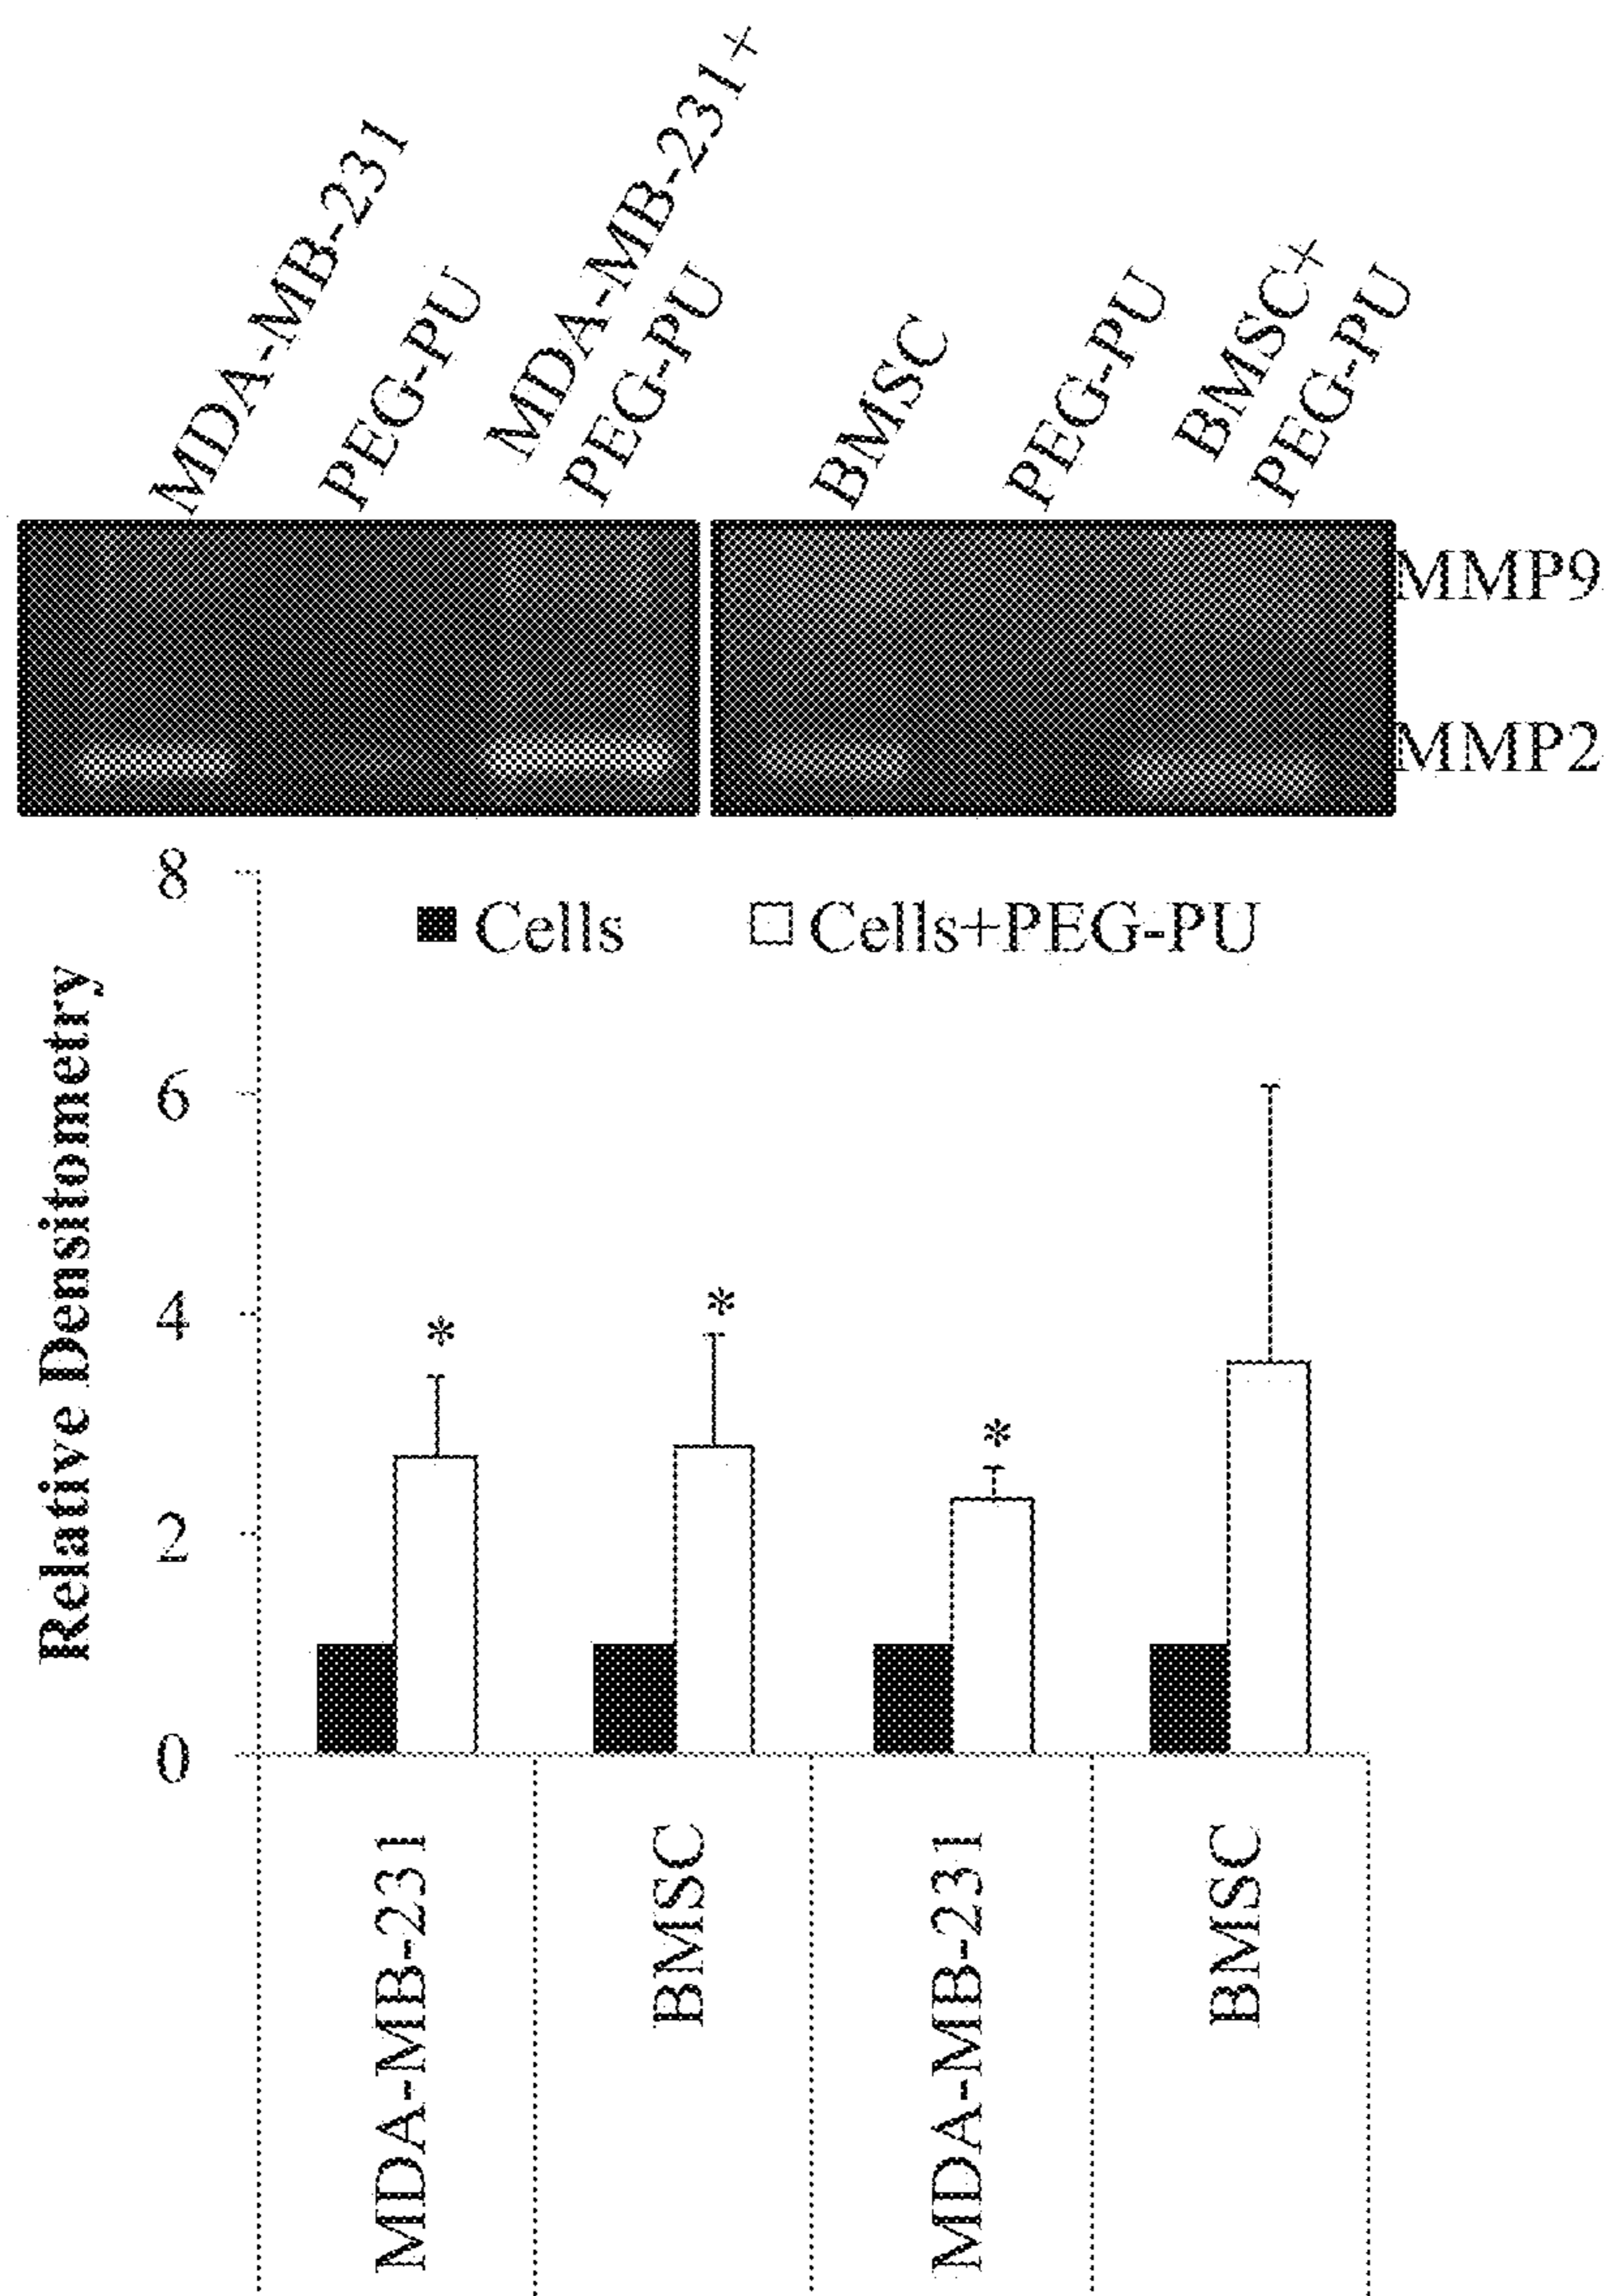 MDA-MB-231
PEG-PU
MDA-MB-231+
PEG-PU
BMSC
PEG-PU
BMSC+
PEG-PU
MMP9
MMP2
8
Cells
Cells+PEG-PU
Relative Densitometry
6
*
*
4
*
2
0
MDA-MB-231
BMSC
MDA-MB-231
BMSC